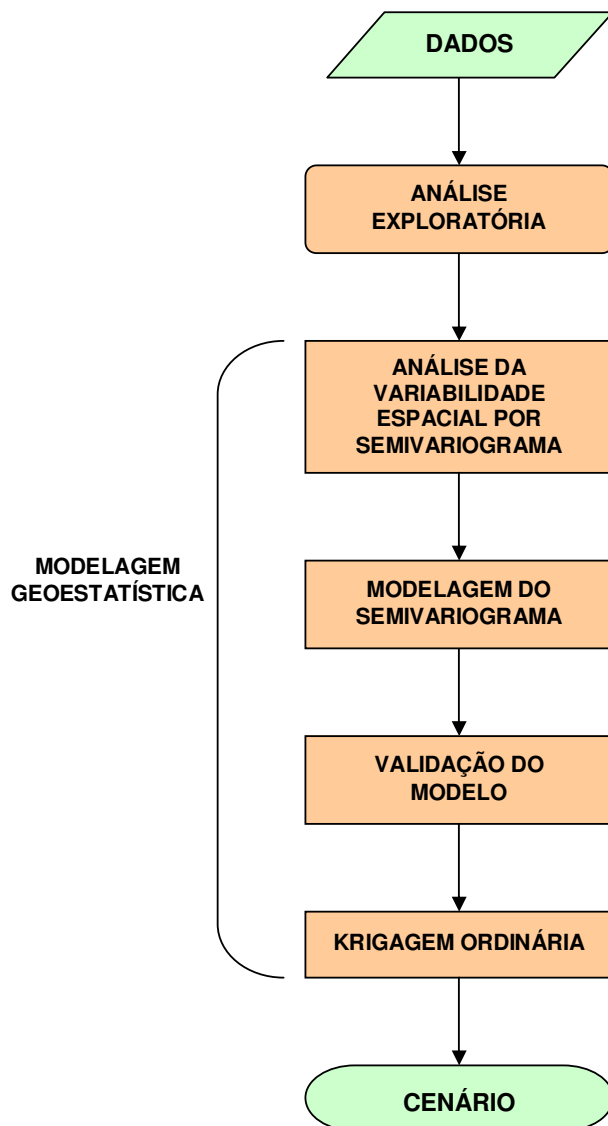 DADOS
ANÁLISE
EXPLORATÓRIA
ANÁLISE DA
VARIABILIDADE
ESPACIAL POR
SEMIVARIOGRAMA
MODELAGEM
GEOESTATÍSTICA
MODELAGEM DO
SEMIVARIOGRAMA
VALIDAÇÃO DO
MODELO
KRIGAGEM ORDINÁRIA
CENÁRIO